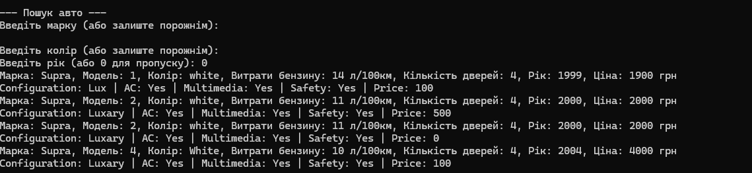 --- Пошук авто ---
Введіть марку (або залиште порожнім):
Введіть колір (або залиште порожнім):
Введіть рік (або 0 для пропуску): 0
Марка: Supra, Модель: 1, Колір: white, Витрати бензину: 14 л/100км, Кількість дверей: 4, Рік: 1999, Ціна: 1900 грн
Configuration: Lux | AC: Yes | Multimedia: Yes | Safety: Yes | Price: 100
Марка: Supra, Модель: 2, Колір: white, Витрати бензину: 11 л/100км, Кількість дверей: 4, Рік: 2000, Ціна: 2000 грн
Configuration: Luxary | AC: Yes | Multimedia: Yes | Safety: Yes | Price: 500
Марка: Supra, Модель: 2, Колір: white, Витрати бензину: 11 л/100км, Кількість дверей: 4, Рік: 2000, Ціна: 2000 грн
Configuration: Luxary | AC: Yes | Multimedia: Yes | Safety: Yes | Price: 0
Марка: Supra, Модель: 4, Колір: White, Витрати бензину: 10 л/100км, Кількість дверей: 4, Рік: 2004, Ціна: 4000 грн
Configuration: Luxary | AC: Yes | Multimedia: Yes | Safety: Yes | Price: 100